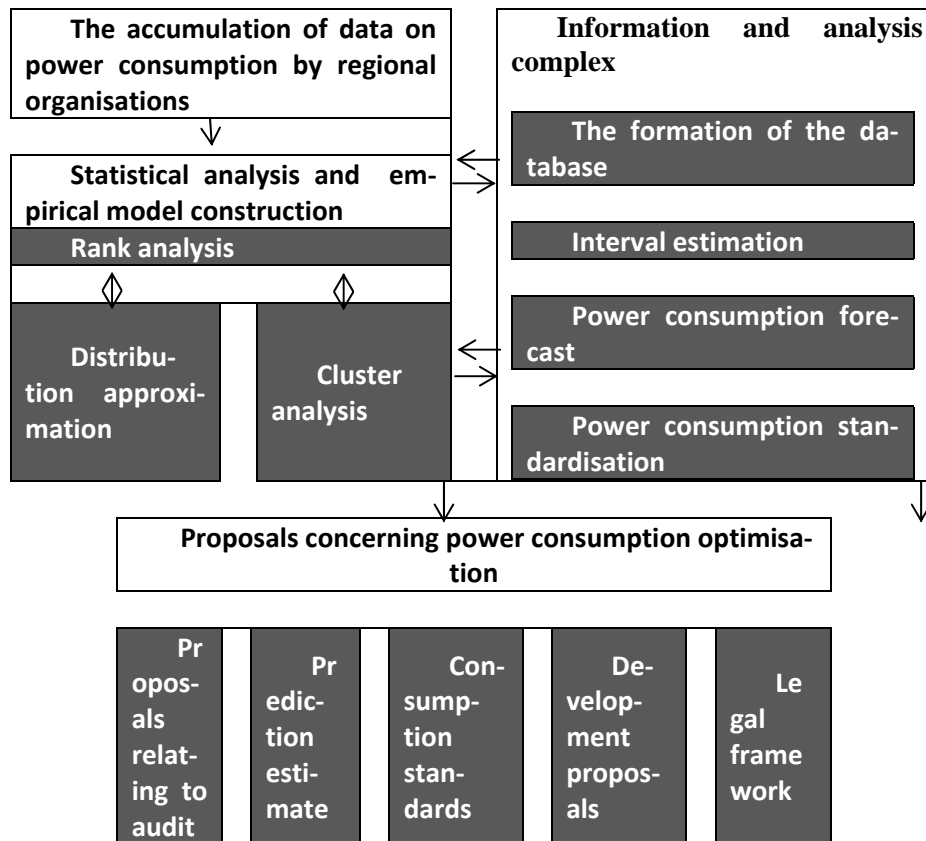 The accumulation of data on
power consumption by regional
organisations
Statistical analysis and em-
pirical model construction
Rank analysis
Distribu-
tion approxi-
mation
Cluster
analysis
Information and analysis
complex
The formation of the da-
tabase
Interval estimation
Power consumption fore-
cast
Power consumption stan-
dardisation
Proposals concerning power consumption optimisa-
tion
Pr
opos-
als
relat-
ing to
audit
Pr
edic-
tion
esti-
mate
Con-
sump-
tion
stan-
dards
De-
velop-
ment
propos-
als
Le
gal
frame
work